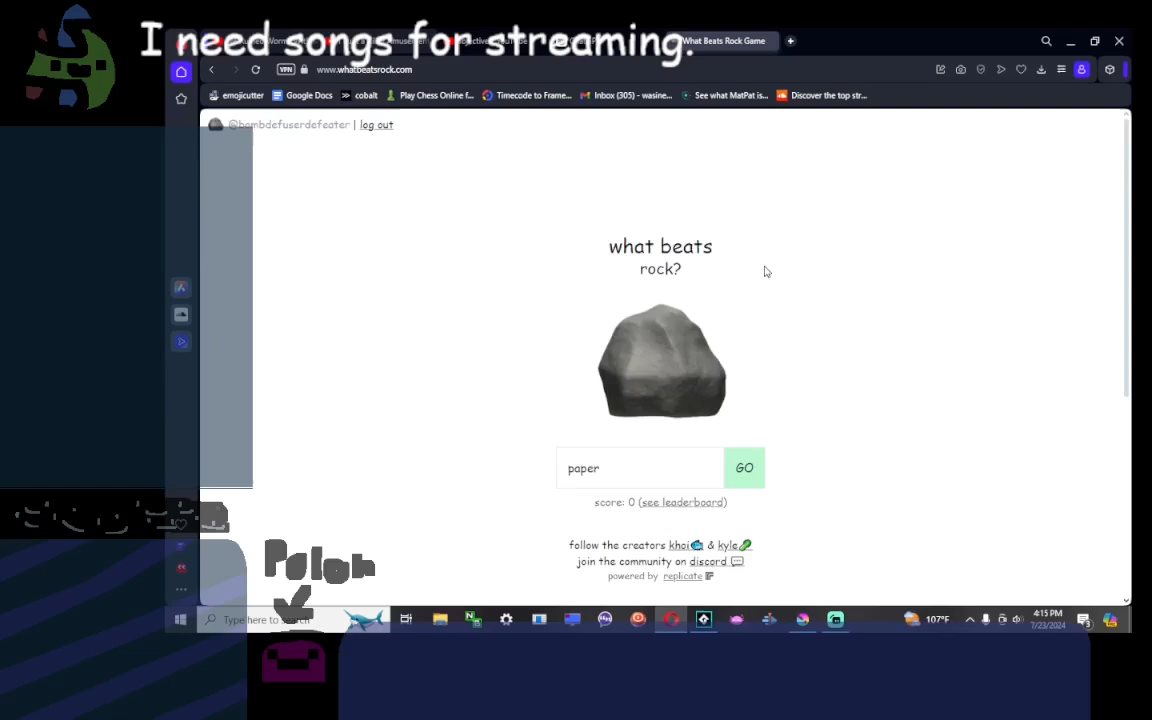 I need songs for streaming.
What Beats Rock Game
VPN
www.whatbeatsrock.com
emojicutter
Google Docs
cobalt
Play Chess Online f...
Timecode to Frame...
Inbox (305) - wasine...
See what MatPat is...
Discover the top str...
@bombdefuserdefeater | log out
what beats
rock?
paper
GO
score: 0 (see leaderboard)
follow the creators khoi & kyle
join the community on discord
powered by replicate
Paloh
Type here to search
107°F
4:15 PM
7/23/2024
3